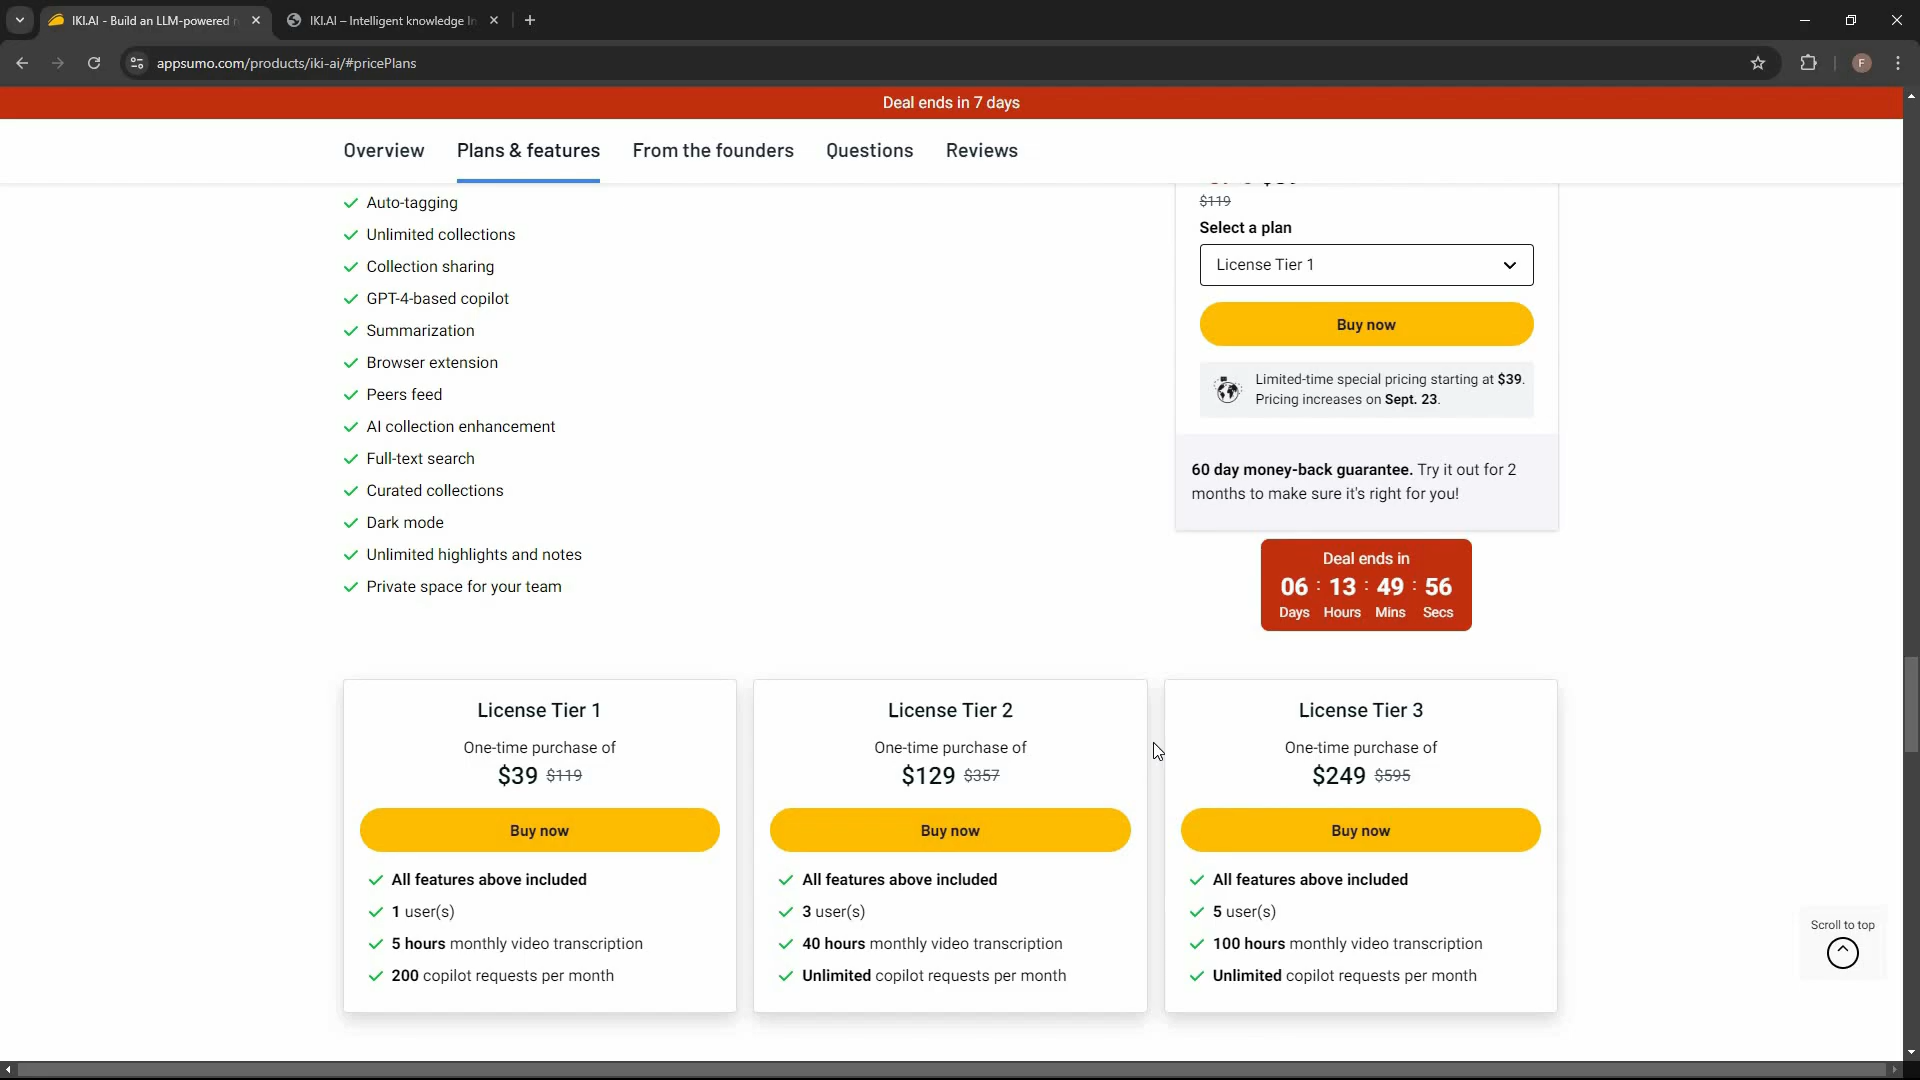 IKI.AI - Build an LLM-powered
IKI.AI – Intelligent knowledge
appsumo.com/products/iki-ai/#pricePlans
F
Deal ends in 7 days
Overview
Plans & features
From the founders
Questions
Reviews
Auto-tagging
Unlimited collections
Collection sharing
GPT-4-based copilot
Summarization
Browser extension
Peers feed
AI collection enhancement
Full-text search
Curated collections
Dark mode
Unlimited highlights and notes
Private space for your team
$119
Select a plan
License Tier 1
Buy now
Limited-time special pricing starting at $39.
Pricing increases on Sept. 23.
60 day money-back guarantee. Try it out for 2
months to make sure it's right for you!
Deal ends in
06 : 13 : 49 : 56
Days Hours Mins Secs
License Tier 1
One-time purchase of
$39 $119
Buy now
All features above included
1 user(s)
5 hours monthly video transcription
200 copilot requests per month
License Tier 2
One-time purchase of
$129 $357
Buy now
All features above included
3 user(s)
40 hours monthly video transcription
Unlimited copilot requests per month
License Tier 3
One-time purchase of
$249 $595
Buy now
All features above included
5 user(s)
100 hours monthly video transcription
Unlimited copilot requests per month
Scroll to top